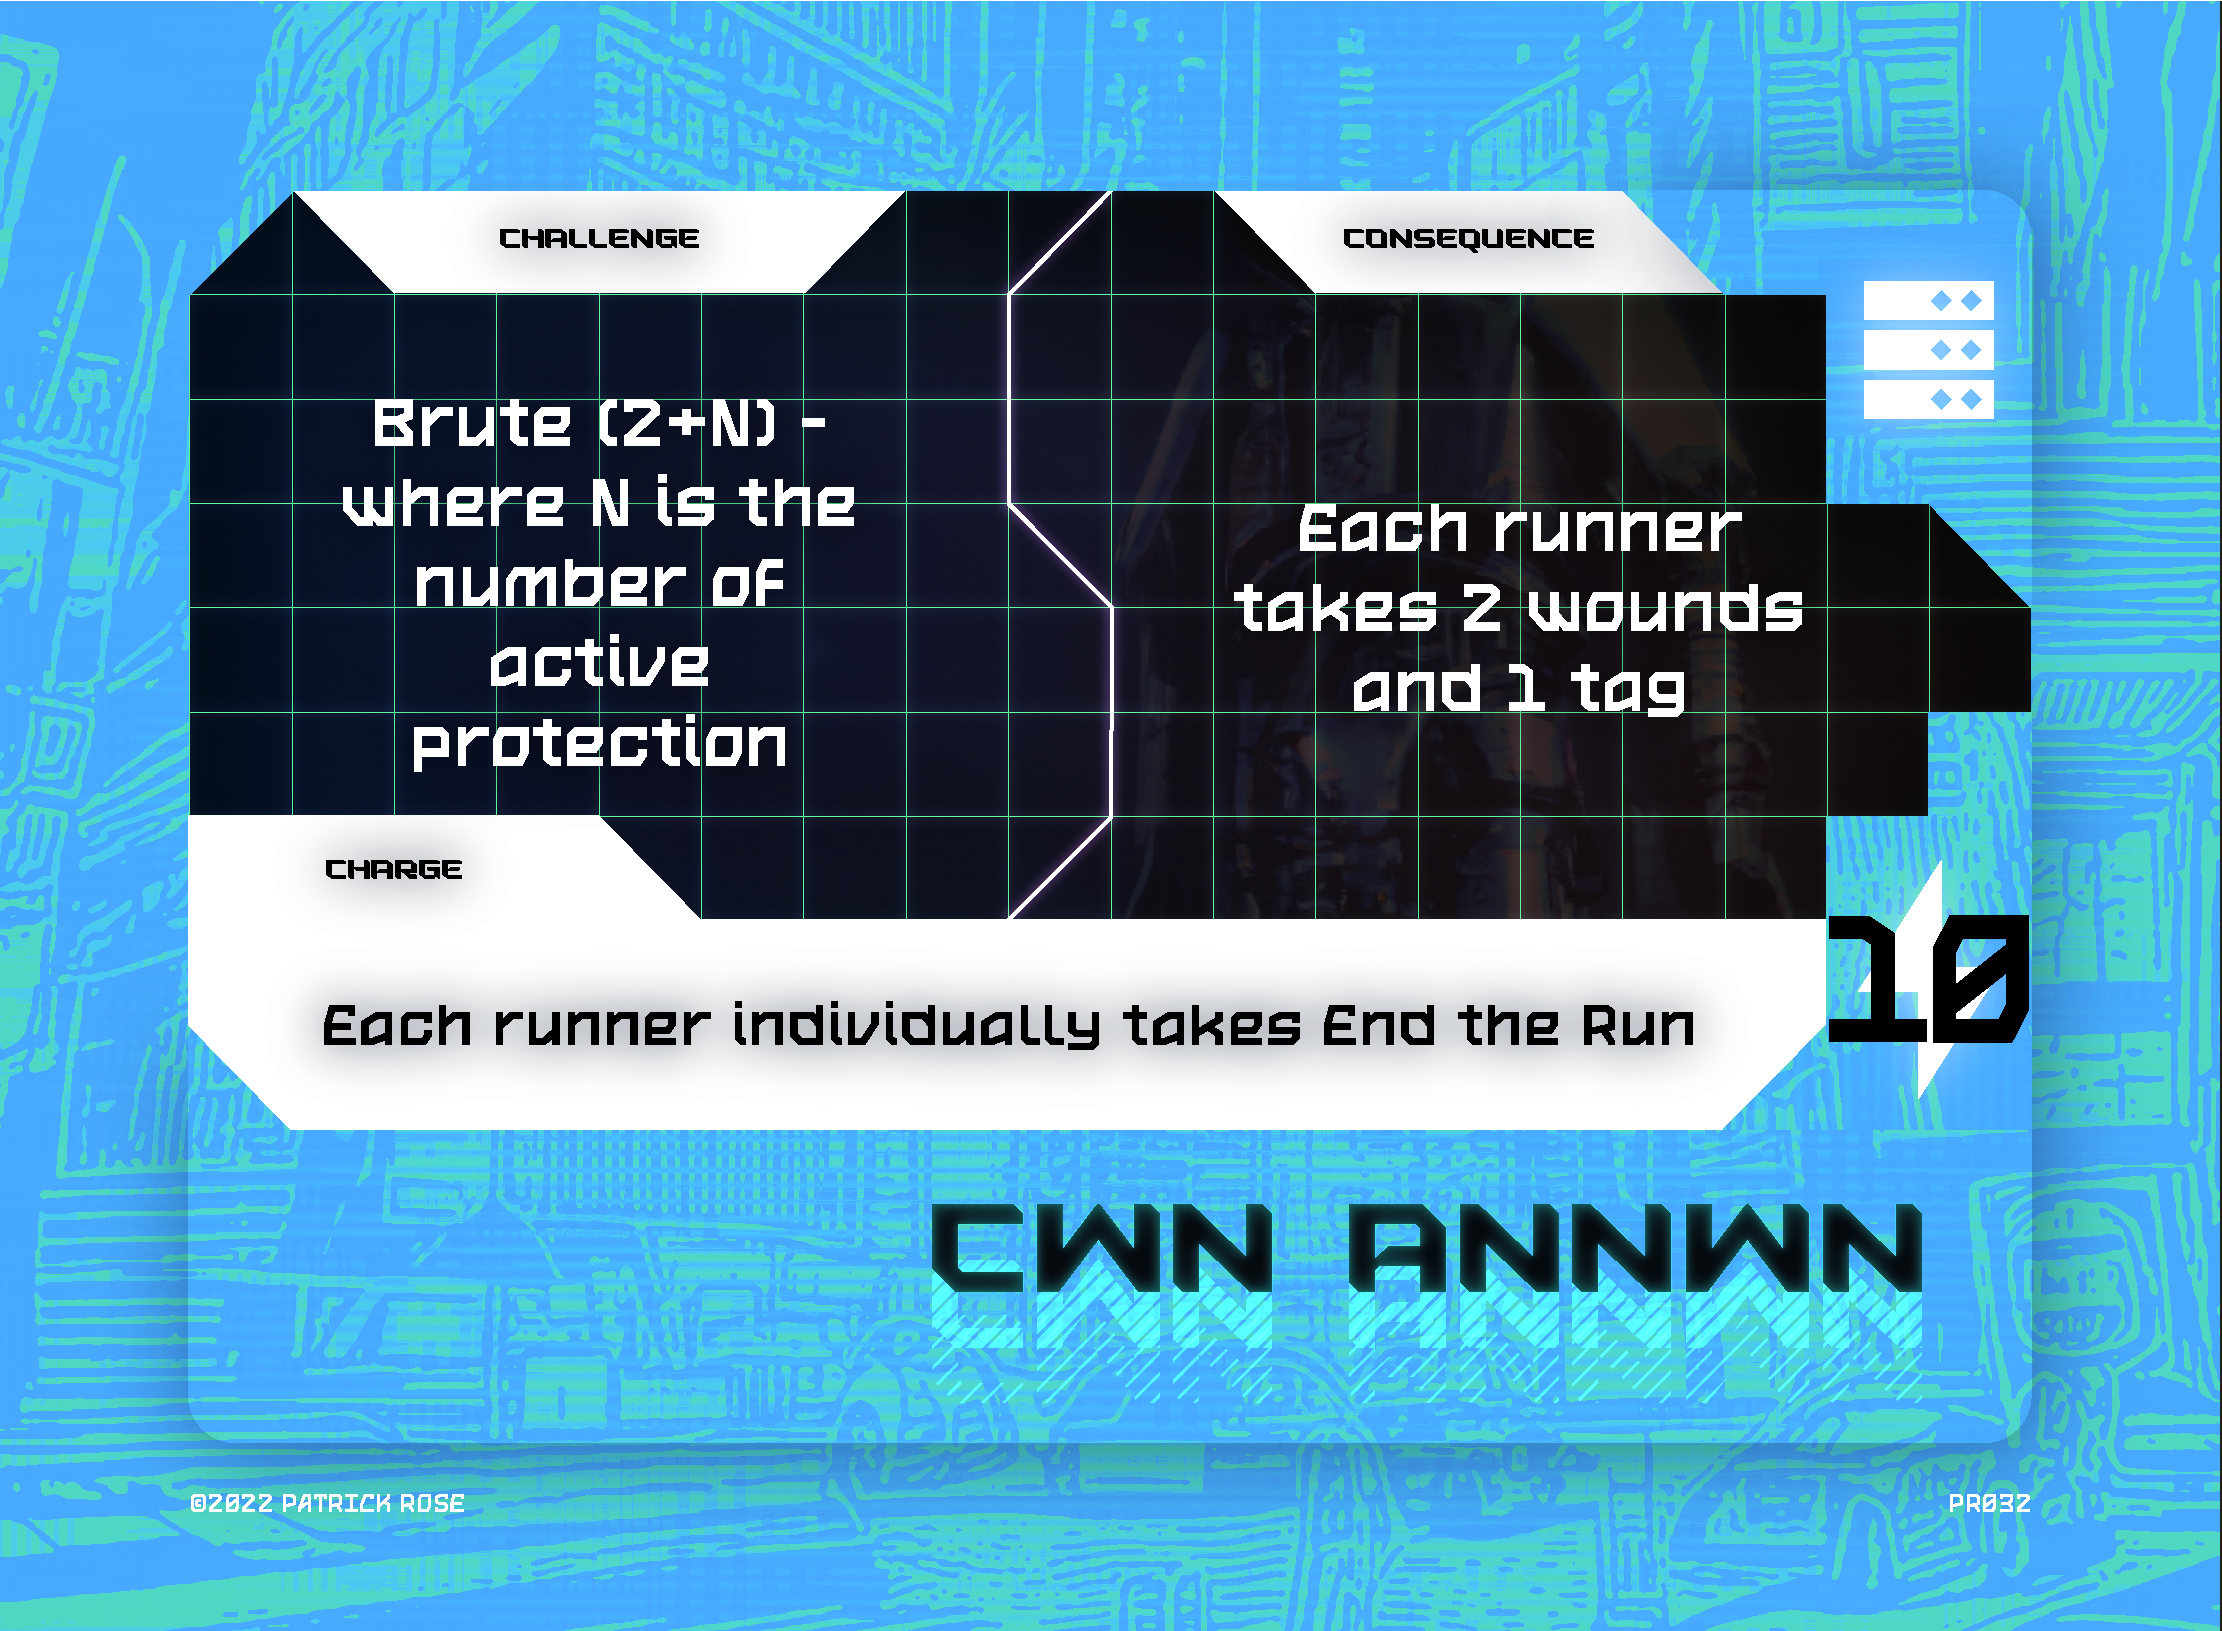 CHALLENGE
Brute (2+N) -
where N is the
number of
active
protection
CONSEQUENCE
Each runner
takes 2 wounds
and 1 tag
CHARGE
Each runner individually takes End the Run
10
CWN ANNWN
©2022 PATRICK ROSE
PR032